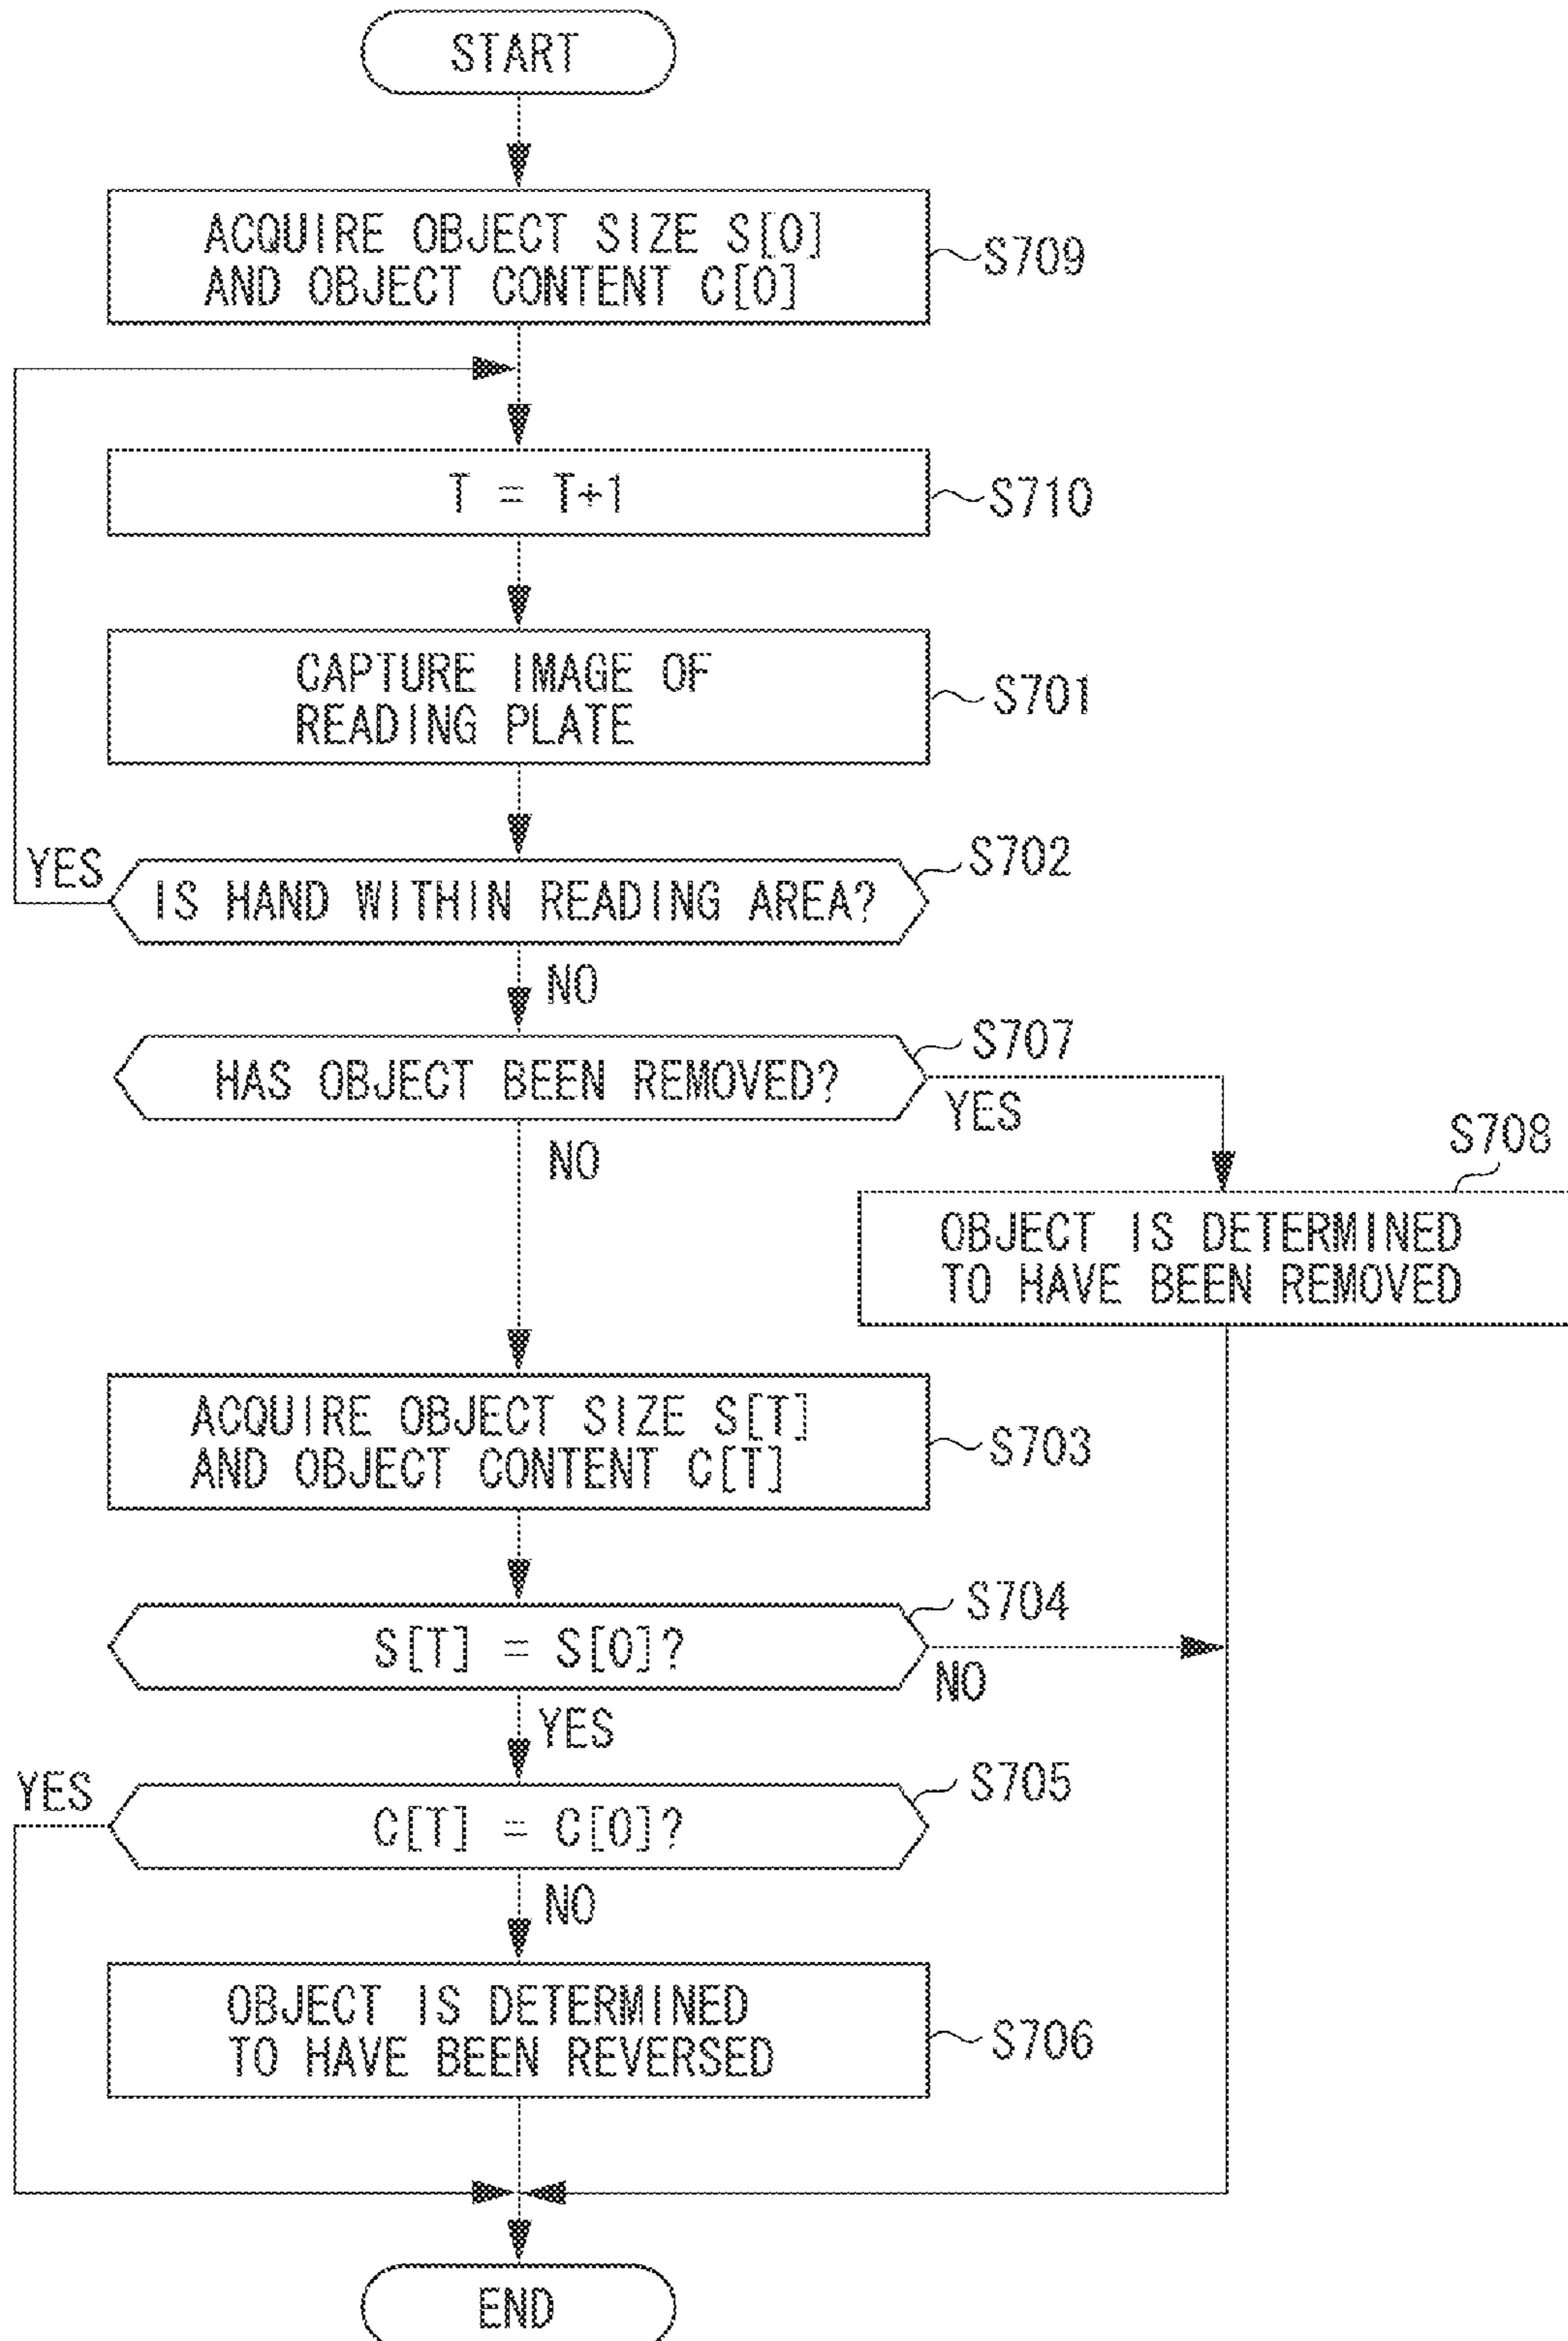 START
ACQUIRE OBJECT SIZE S[0]
AND OBJECT CONTENT C[0]
S709
T = T+1
S710
CAPTURE IMAGE OF
READING PLATE
S701
S702
YES
IS HAND WITHIN READING AREA?
NO
S707
HAS OBJECT BEEN REMOVED?
YES
NO
S708
OBJECT IS DETERMINED
TO HAVE BEEN REMOVED
ACQUIRE OBJECT SIZE S[T]
AND OBJECT CONTENT C[T]
S703
S704
S[T] = S[0]?
NO
YES
S705
YES
C[T] = C[0]?
NO
OBJECT IS DETERMINED
TO HAVE BEEN REVERSED
S706
END